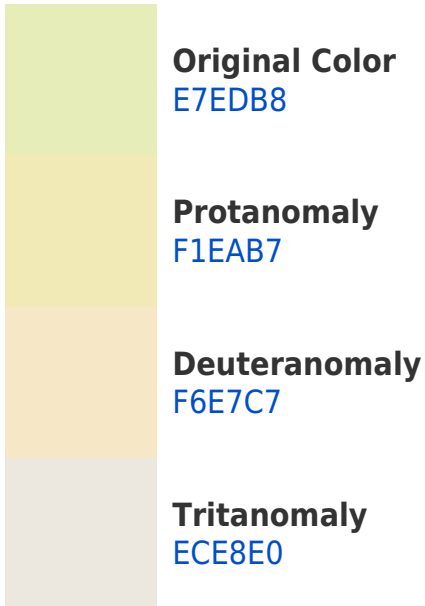 Original Color
E7EDB8
Protanomaly
F1EAB7
Deuteranomaly
F6E7C7
Tritanomaly
ECE8E0